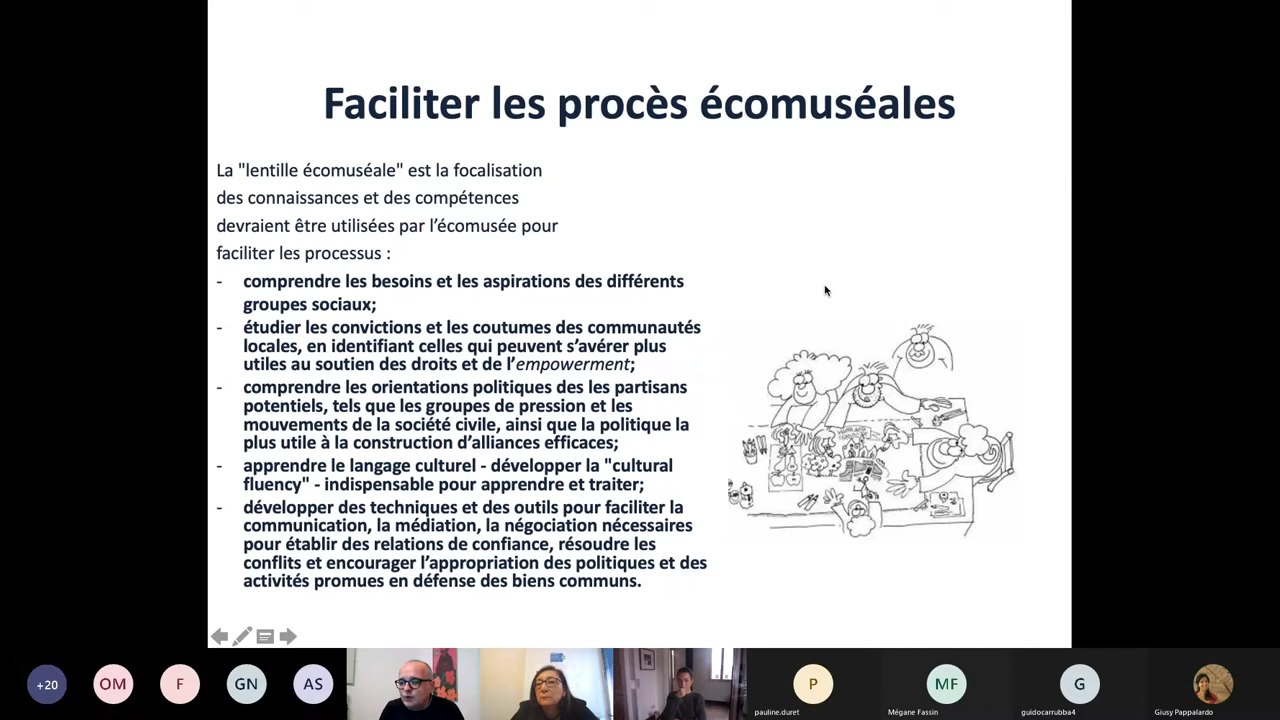 Faciliter les procès écomuséales
La "lentille écomuséale" est la focalisation
des connaissances et des compétences
devraient être utilisées par l’écomusée pour
faciliter les processus :
- comprendre les besoins et les aspirations des différents
groupes sociaux;
- étudier les convictions et les coutumes des communautés
locales, en identifiant celles qui peuvent s’avérer plus
utiles au soutien des droits et de l’empowerment;
- comprendre les orientations politiques des les partisans
potentiels, tels que les groupes de pression et les
mouvements de la société civile, ainsi que la politique la
plus utile à la construction d’alliances efficaces;
- apprendre le langage culturel - développer la "cultural
fluency" - indispensable pour apprendre et traiter;
- développer des techniques et des outils pour faciliter la
communication, la médiation, la négociation nécessaires
pour établir des relations de confiance, résoudre les
conflits et encourager l’appropriation des politiques et des
activités promues en défense des biens communs.
+20 OM F GN AS P MF G
pauline.duret Mégane Fassin guidocarrubba4 Giusy Pappalardo